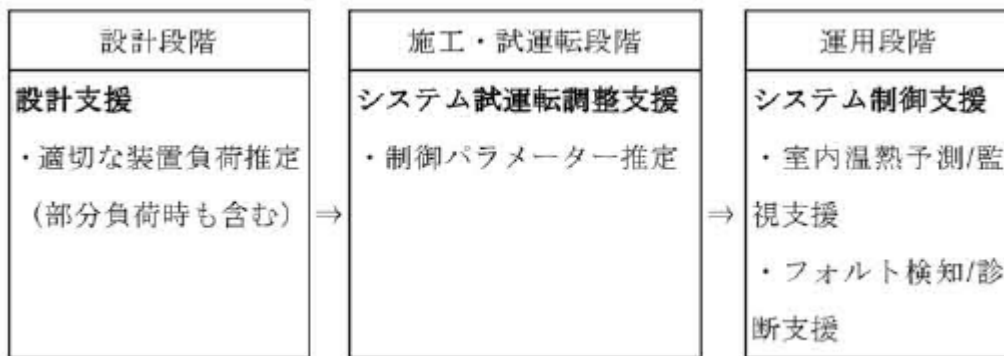 設計段階
設計支援
・適切な装置負荷推定
（部分負荷時も含む）
⇒
施工・試運転段階
システム試運転調整支援
・制御パラメーター推定
⇒
運用段階
システム制御支援
・室内温熱予測/監
視支援
・フォルト検知/診
断支援